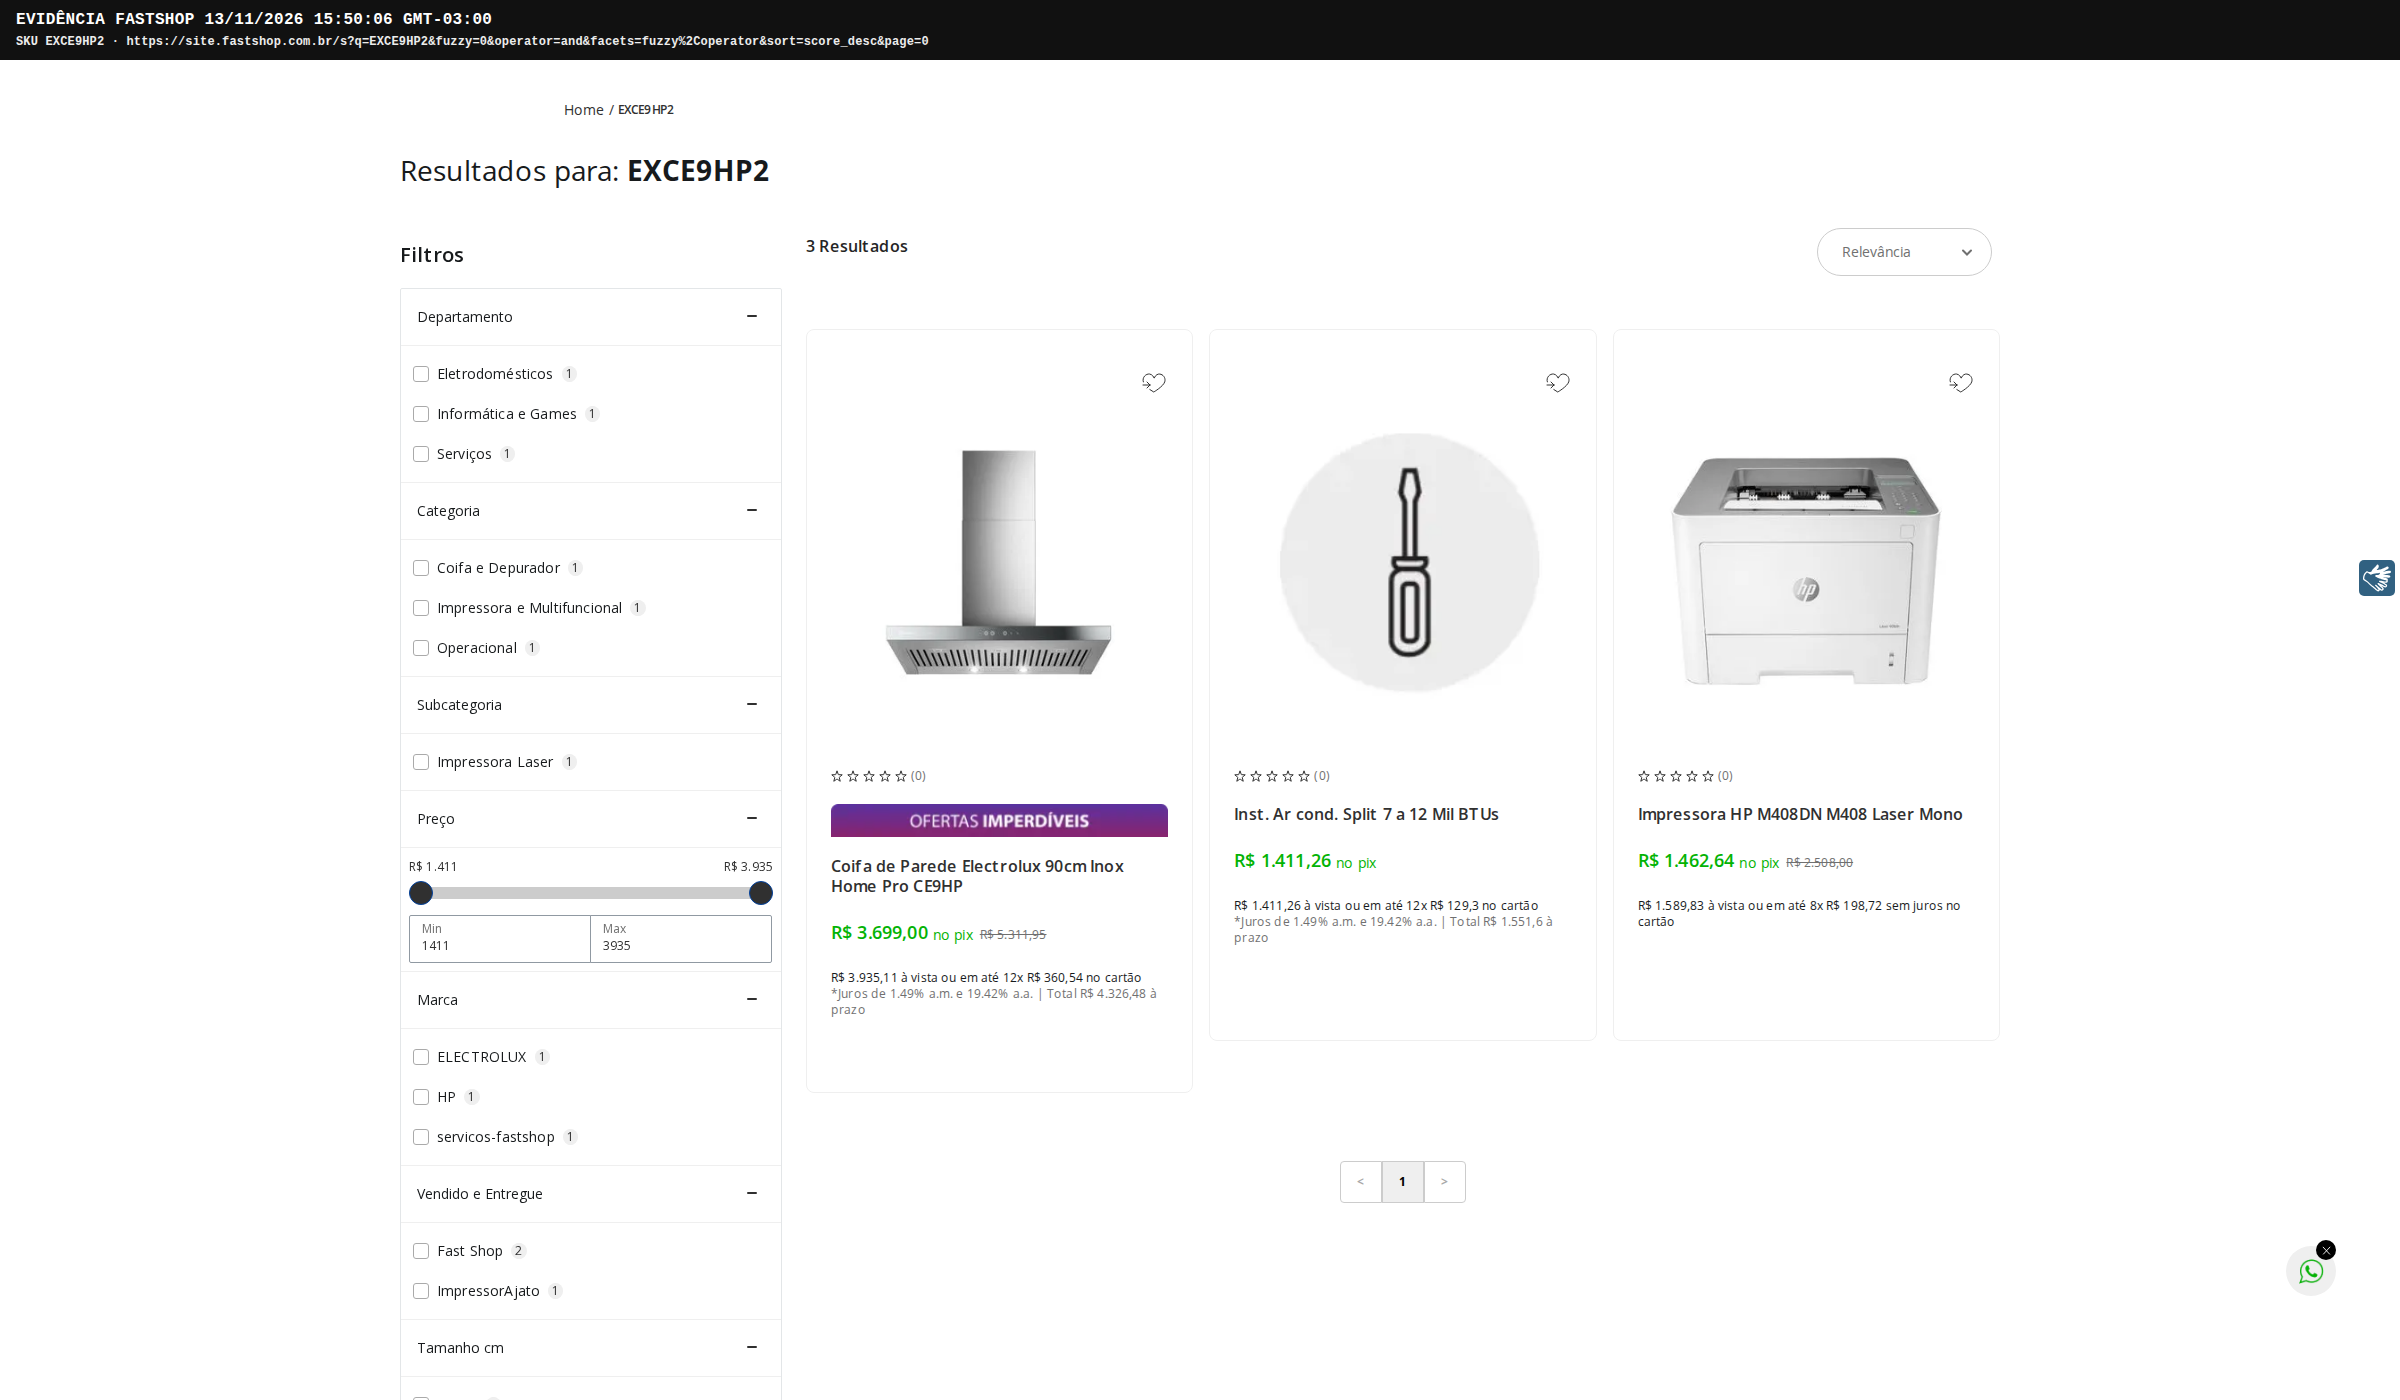 EVIDÊNCIA FASTSHOP 13/11/2026 15:50:06 GMT-03:00
SKU EXCE9HP2 · https://site.fastshop.com.br/s?q=EXCE9HP2&fuzzy=0&operator=and&facets=fuzzy%2Coperator&sort=score_desc&page=0
Home / EXCE9HP2
Resultados para: EXCE9HP2
Filtros
Departamento
Eletrodomésticos 1
Informática e Games 1
Serviços 1
Categoria
Coifa e Depurador 1
Impressora e Multifuncional 1
Operacional 1
Subcategoria
Impressora Laser 1
Preço
R$ 1.411 R$ 3.935
Min Max
1411 3935
Marca
ELECTROLUX 1
HP 1
servicos-fastshop 1
Vendido e Entregue
Fast Shop 2
ImpressorAjato 1
Tamanho cm
3 Resultados
Relevância
(0)
OFERTAS IMPERDÍVEIS
Coifa de Parede Electrolux 90cm Inox
Home Pro CE9HP
R$ 3.699,00 no pix R$ 5.311,95
R$ 3.935,11 à vista ou em até 12x R$ 360,54 no cartão
*Juros de 1.49% a.m. e 19.42% a.a. | Total R$ 4.326,48 à
prazo
(0)
Inst. Ar cond. Split 7 a 12 Mil BTUs
R$ 1.411,26 no pix
R$ 1.411,26 à vista ou em até 12x R$ 129,3 no cartão
*Juros de 1.49% a.m. e 19.42% a.a. | Total R$ 1.551,6 à
prazo
hp
(0)
Impressora HP M408DN M408 Laser Mono
R$ 1.462,64 no pix R$ 2.508,00
R$ 1.589,83 à vista ou em até 8x R$ 198,72 sem juros no
cartão
< 1 >